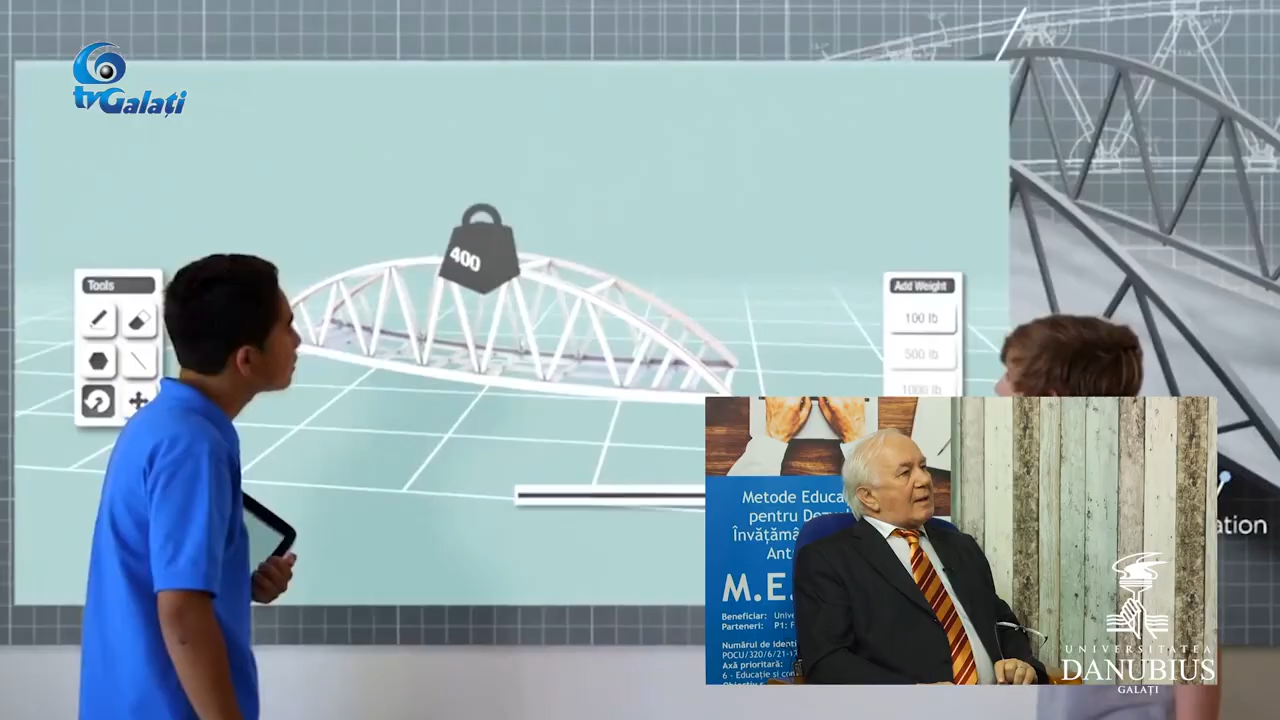 tvGalați
400
Tools
Add Weight
100 lb
500 lb
1000 lb
ation
Metode Educa
pentru Dezv
Învățămâ
Ant
M.E.
Beneficiar: Unive
Parteneri: P1: F
Numărul de identi
POCU/320/6/21-1
Axă prioritară:
6 - Educație și co
UNIVERSITATEA
DANUBIUS
GALAȚI